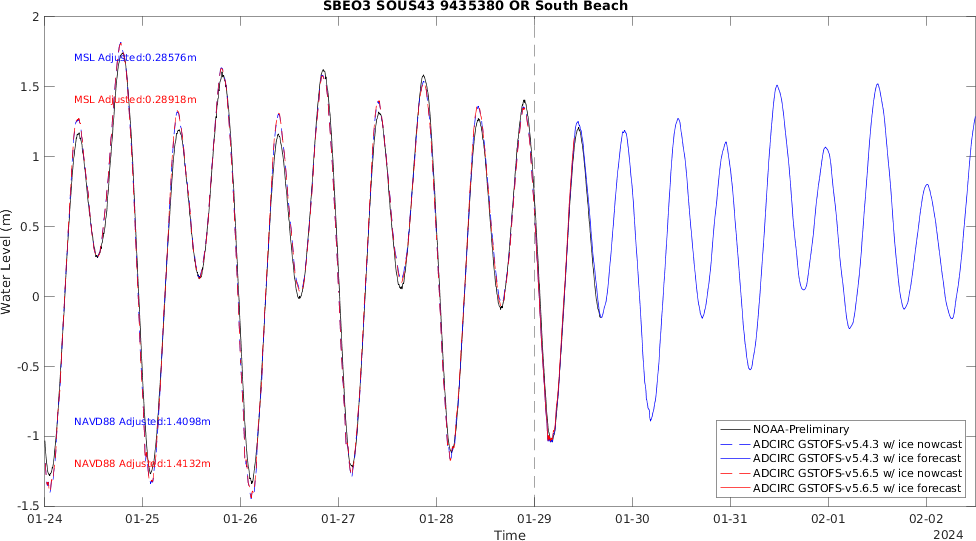 SBEO3 SOUS43 9435380 OR South Beach
2
1.5
1
0.5
0
-0.5
-1
-1.5
Water Level (m)
MSL Adjusted:0.28576m
MSL Adjusted:0.28918m
NAVD88 Adjusted:1.4098m
NAVD88 Adjusted:1.4132m
NOAA-Preliminary
ADCIRC GSTOFS-v5.4.3 w/ ice nowcast
ADCIRC GSTOFS-v5.4.3 w/ ice forecast
ADCIRC GSTOFS-v5.6.5 w/ ice nowcast
ADCIRC GSTOFS-v5.6.5 w/ ice forecast
01-24 01-25 01-26 01-27 01-28 01-29 01-30 01-31 02-01 02-02
Time
2024